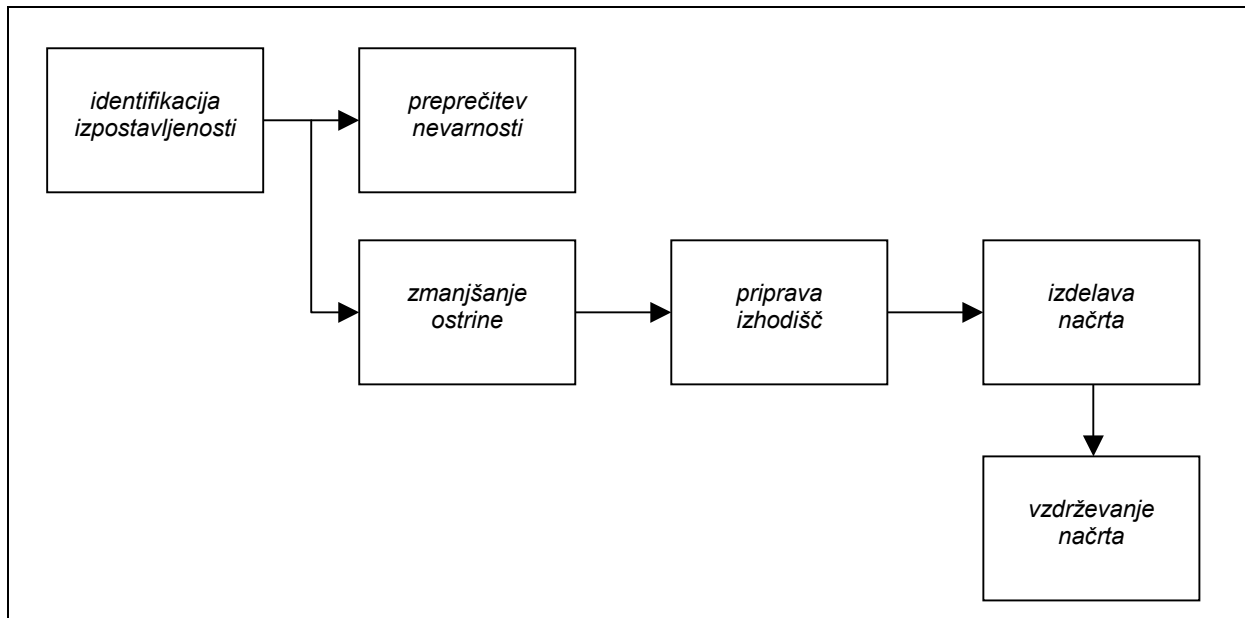 identifikacija
izpostavljenosti
preprečitev
nevarnosti
zmanjšanje
ostrine
priprava
izhodišč
izdelava
načrta
vzdrževanje
načrta